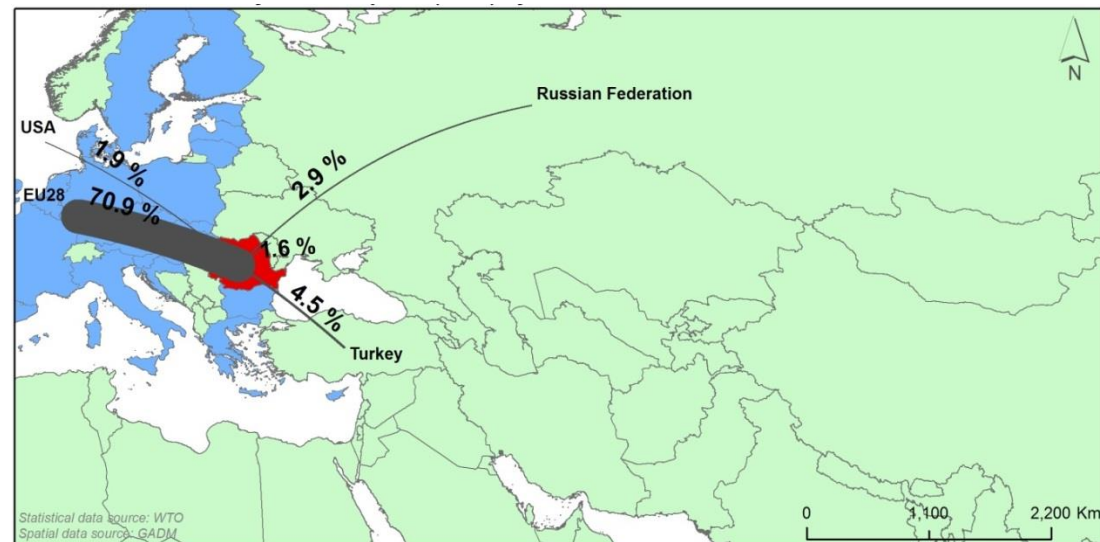 N
Russian Federation
USA
1.9 %
2.9 %
EU28
70.9 %
1.6 %
4.5 %
Turkey
Statistical data source: WTO
Spatial data source: GADM
0 1,100 2,200 Km